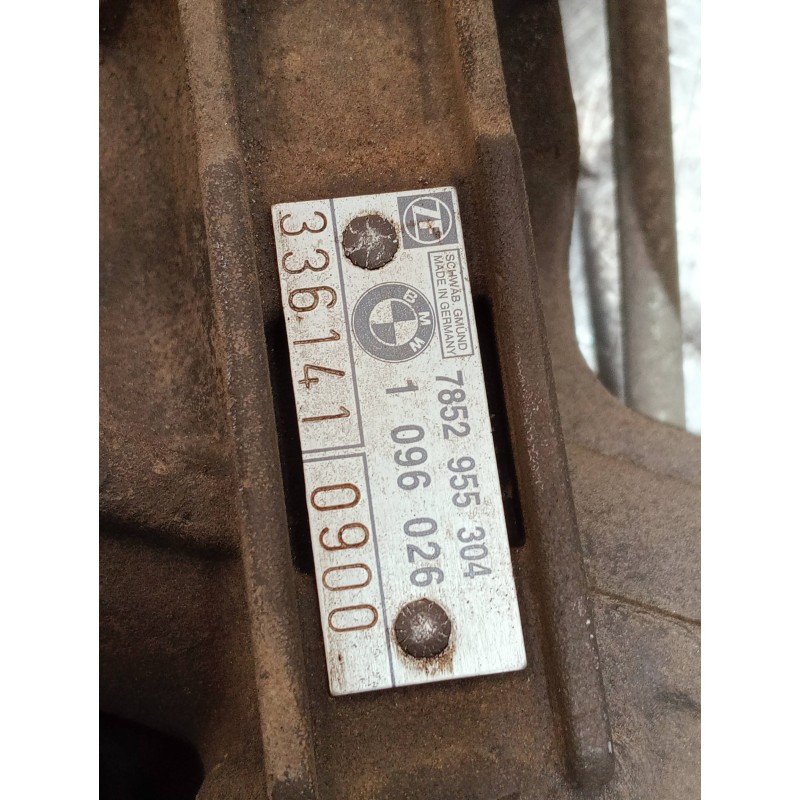 ZF
SCHWÄB. GMÜND
MADE IN GERMANY
BMW
7852 955 304
1 096 026
336141 0900